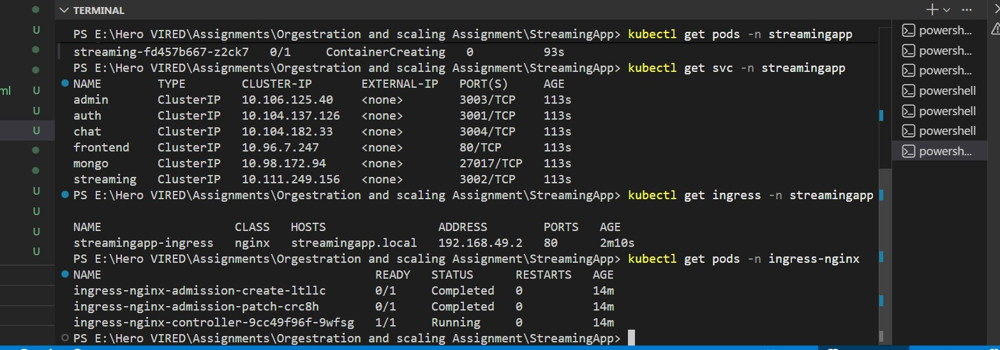 TERMINAL
PS E:\Hero VIRED\Assignments\Orgestration and scaling Assignment\StreamingApp> kubectl get pods -n streamingapp
streaming-fd457b667-z2ck7 0/1 ContainerCreating 0 93s
PS E:\Hero VIRED\Assignments\Orgestration and scaling Assignment\StreamingApp> kubectl get svc -n streamingapp
NAME TYPE CLUSTER-IP EXTERNAL-IP PORT(S) AGE
admin ClusterIP 10.106.125.40 <none> 3003/TCP 113s
auth ClusterIP 10.104.137.126 <none> 3001/TCP 113s
chat ClusterIP 10.104.182.33 <none> 3004/TCP 113s
frontend ClusterIP 10.96.7.247 <none> 80/TCP 113s
mongo ClusterIP 10.98.172.94 <none> 27017/TCP 113s
streaming ClusterIP 10.111.249.156 <none> 3002/TCP 113s
PS E:\Hero VIRED\Assignments\Orgestration and scaling Assignment\StreamingApp> kubectl get ingress -n streamingapp
NAME CLASS HOSTS ADDRESS PORTS AGE
streamingapp-ingress nginx streamingapp.local 192.168.49.2 80 2m10s
PS E:\Hero VIRED\Assignments\Orgestration and scaling Assignment\StreamingApp> kubectl get pods -n ingress-nginx
NAME READY STATUS RESTARTS AGE
ingress-nginx-admission-create-ltllc 0/1 Completed 0 14m
ingress-nginx-admission-patch-crc8h 0/1 Completed 0 14m
ingress-nginx-controller-9cc49f96f-9wfsg 1/1 Running 0 14m
PS E:\Hero VIRED\Assignments\Orgestration and scaling Assignment\StreamingApp>
U
U
ml U
U
U
U
U
U
U
powersh...
powersh...
powersh...
powershell
powershell
powershell
powersh...